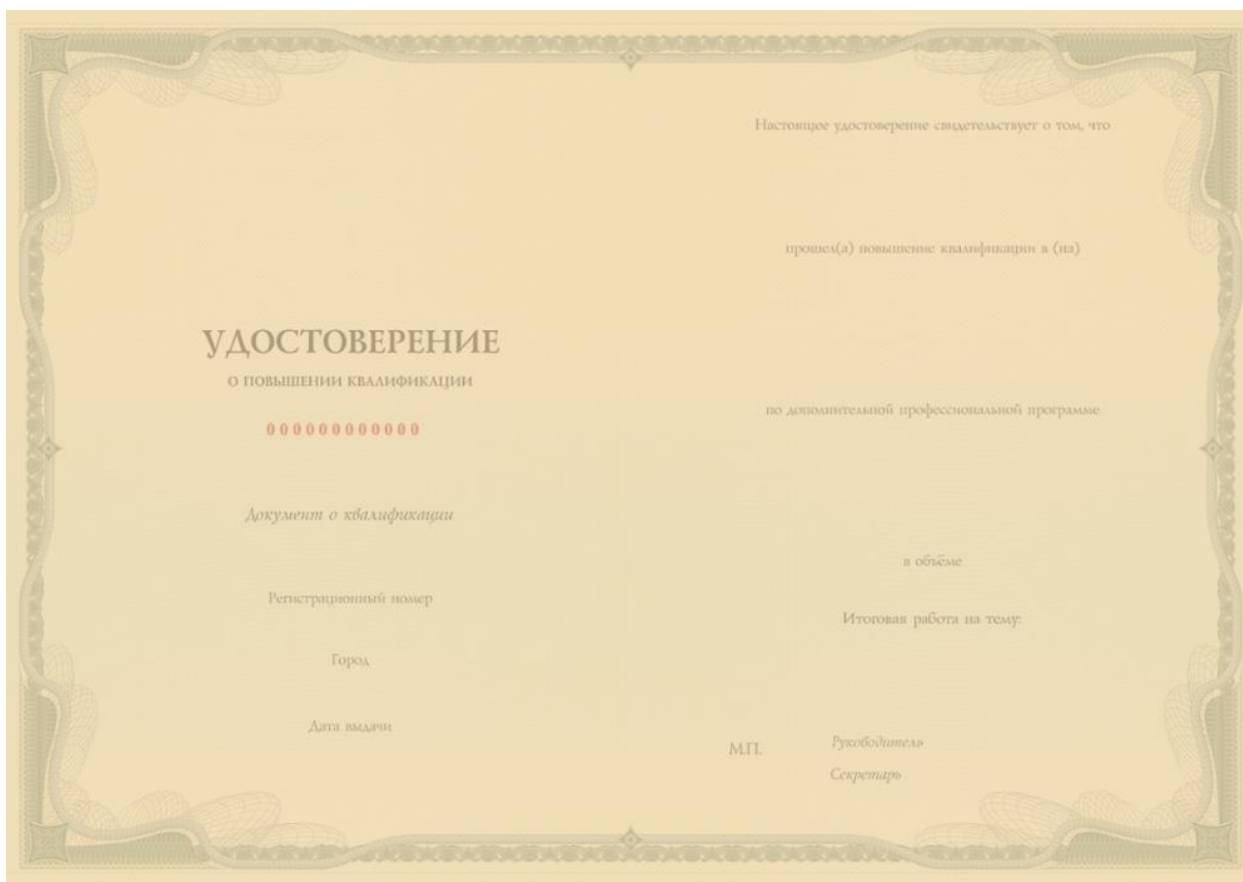 УДОСТОВЕРЕНИЕ
О ПОВЫШЕНИИ КВАЛИФИКАЦИИ
000000000000
Документ о квалификации
Регистрационный номер
Город
Дата выдачи
Настоящее удостоверение свидетельствует о том, что
прошел(а) повышение квалификации в (на)
по дополнительной профессиональной программе
в объёме
Итоговая работа на тему:
М.П.
Руководитель
Секретарь